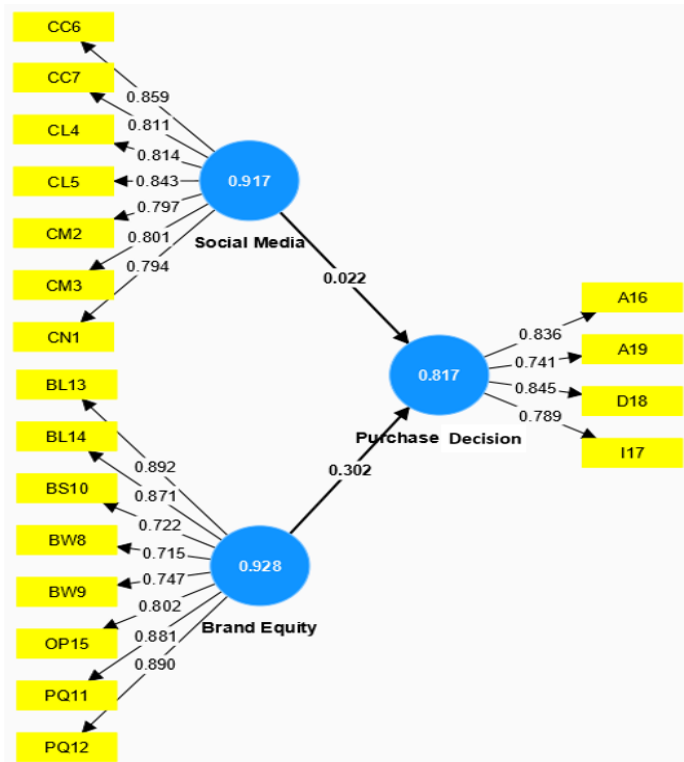 CC6
CC7
CL4
CL5
CM2
CM3
CN1
0.859
0.811
0.814
0.843
0.797
0.801
0.794
0.917
Social Media
0.022
BL13
BL14
BS10
BW8
BW9
OP15
PQ11
PQ12
0.892
0.871
0.722
0.715
0.747
0.802
0.881
0.890
0.928
Brand Equity
0.302
0.817
Purchase Decision
0.836
0.741
0.845
0.789
A16
A19
D18
I17